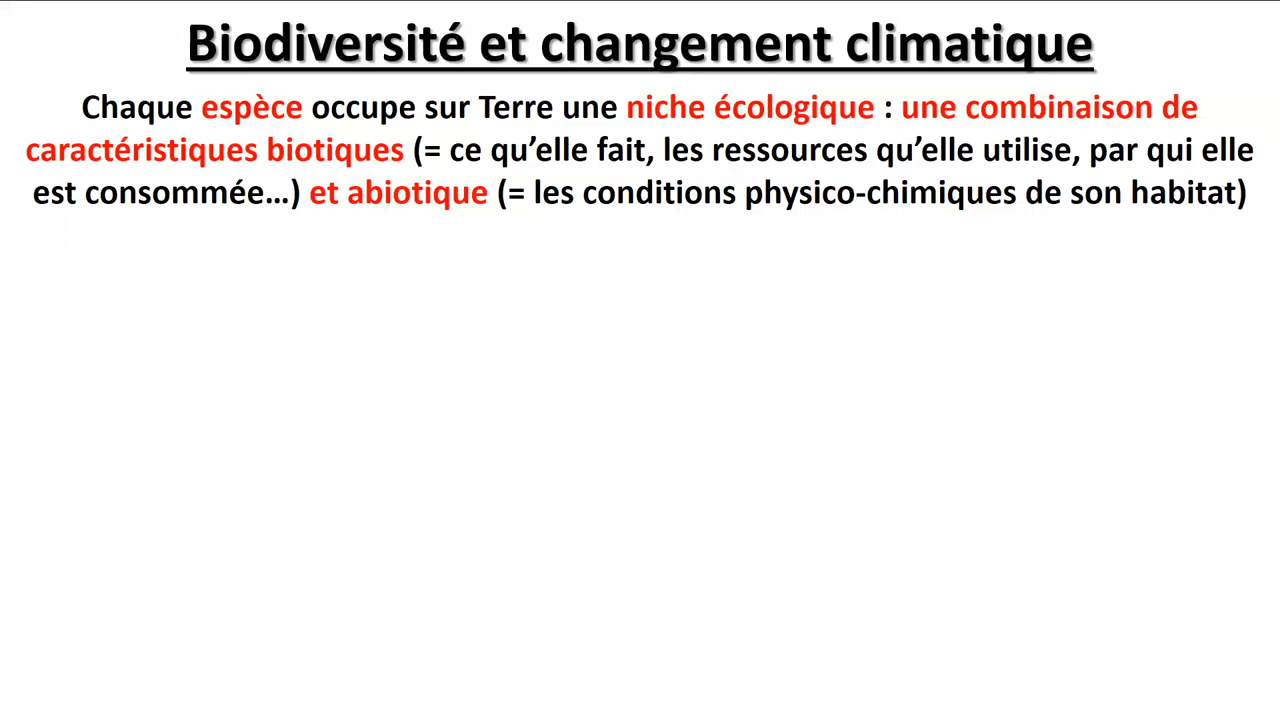 Biodiversité et changement climatique
Chaque espèce occupe sur Terre une niche écologique : une combinaison de
caractéristiques biotiques (= ce qu’elle fait, les ressources qu’elle utilise, par qui elle
est consommée…) et abiotique (= les conditions physico-chimiques de son habitat)